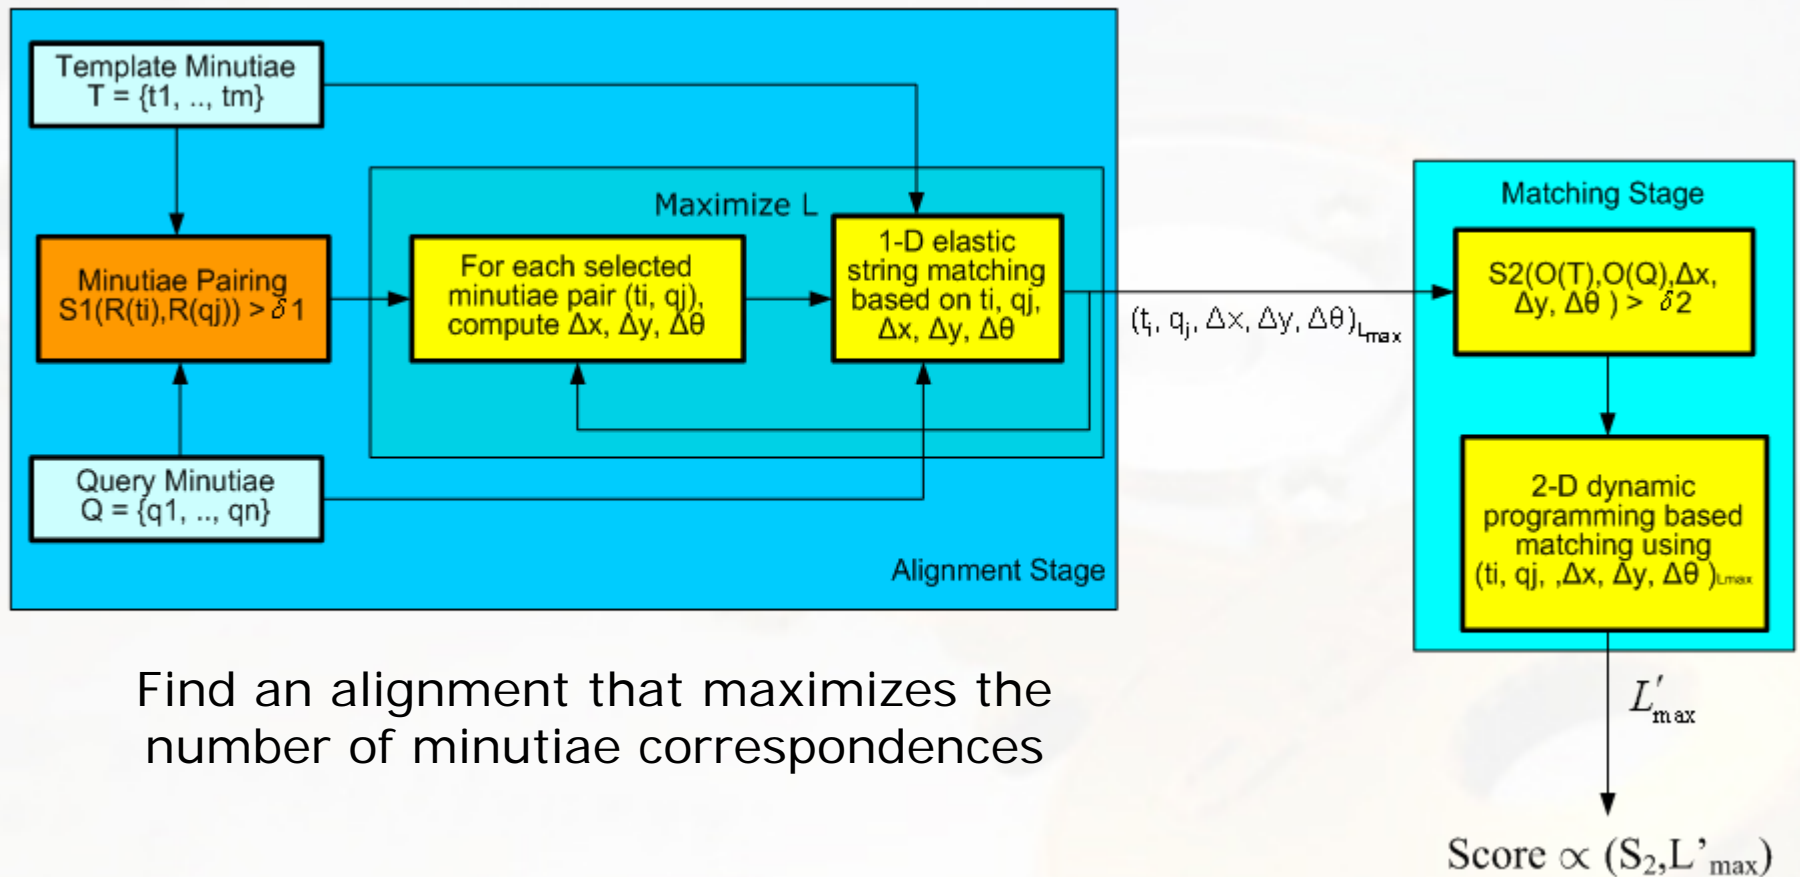 Template Minutiae
T = {t1, .., tm}
Maximize L
Minutiae Pairing
S1(R(ti),R(qj)) > δ1
For each selected
minutiae pair (ti, qj),
compute Δx, Δy, Δθ
1-D elastic
string matching
based on ti, qj,
Δx, Δy, Δθ
Query Minutiae
Q = {q1, .., qn}
Alignment Stage
(ti, qj, Δx, Δy, Δθ)Lmax
Matching Stage
S2(O(T),O(Q),Δx,
Δy, Δθ ) > δ2
2-D dynamic
programming based
matching using
(ti, qj, ,Δx, Δy, Δθ )Lmax
L'max
Score ∝ (S2,L’max)
Find an alignment that maximizes the
number of minutiae correspondences